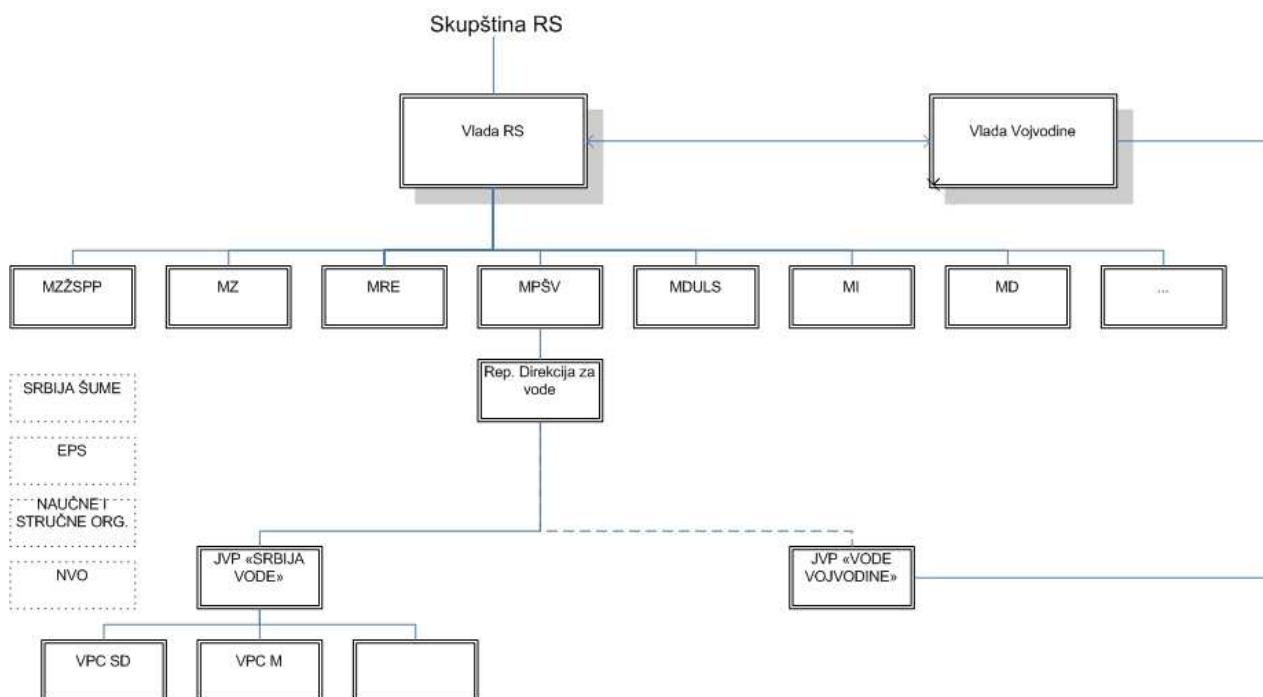 Skupština RS
Vlada RS
Vlada Vojvodine
MZŽSPP
MZ
MRE
MPŠV
MDULS
MI
MD
...
Rep. Direkcija za
vode
SRBIJA ŠUME
EPS
NAUČNE I
STRUČNE ORG.
NVO
JVP «SRBIJA
VODE»
JVP «VODE
VOJVODINE»
VPC SD
VPC M